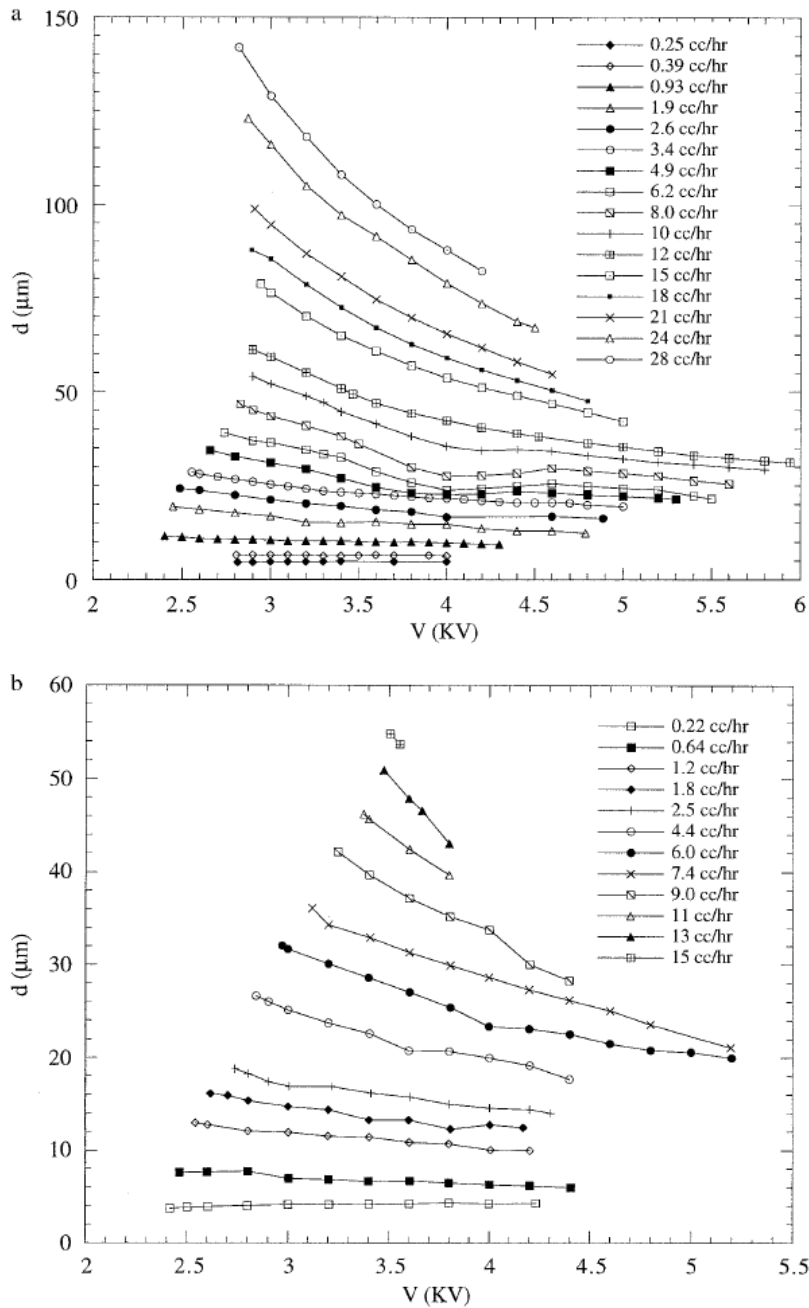 a
150
100
50
0
d (µm)
2
2.5
3
3.5
4
4.5
5
5.5
6
V (KV)
0.25 cc/hr
0.39 cc/hr
0.93 cc/hr
1.9 cc/hr
2.6 cc/hr
3.4 cc/hr
4.9 cc/hr
6.2 cc/hr
8.0 cc/hr
10 cc/hr
12 cc/hr
15 cc/hr
18 cc/hr
21 cc/hr
24 cc/hr
28 cc/hr
b
60
50
40
30
20
10
0
d (µm)
2
2.5
3
3.5
4
4.5
5
5.5
V (KV)
0.22 cc/hr
0.64 cc/hr
1.2 cc/hr
1.8 cc/hr
2.5 cc/hr
4.4 cc/hr
6.0 cc/hr
7.4 cc/hr
9.0 cc/hr
11 cc/hr
13 cc/hr
15 cc/hr